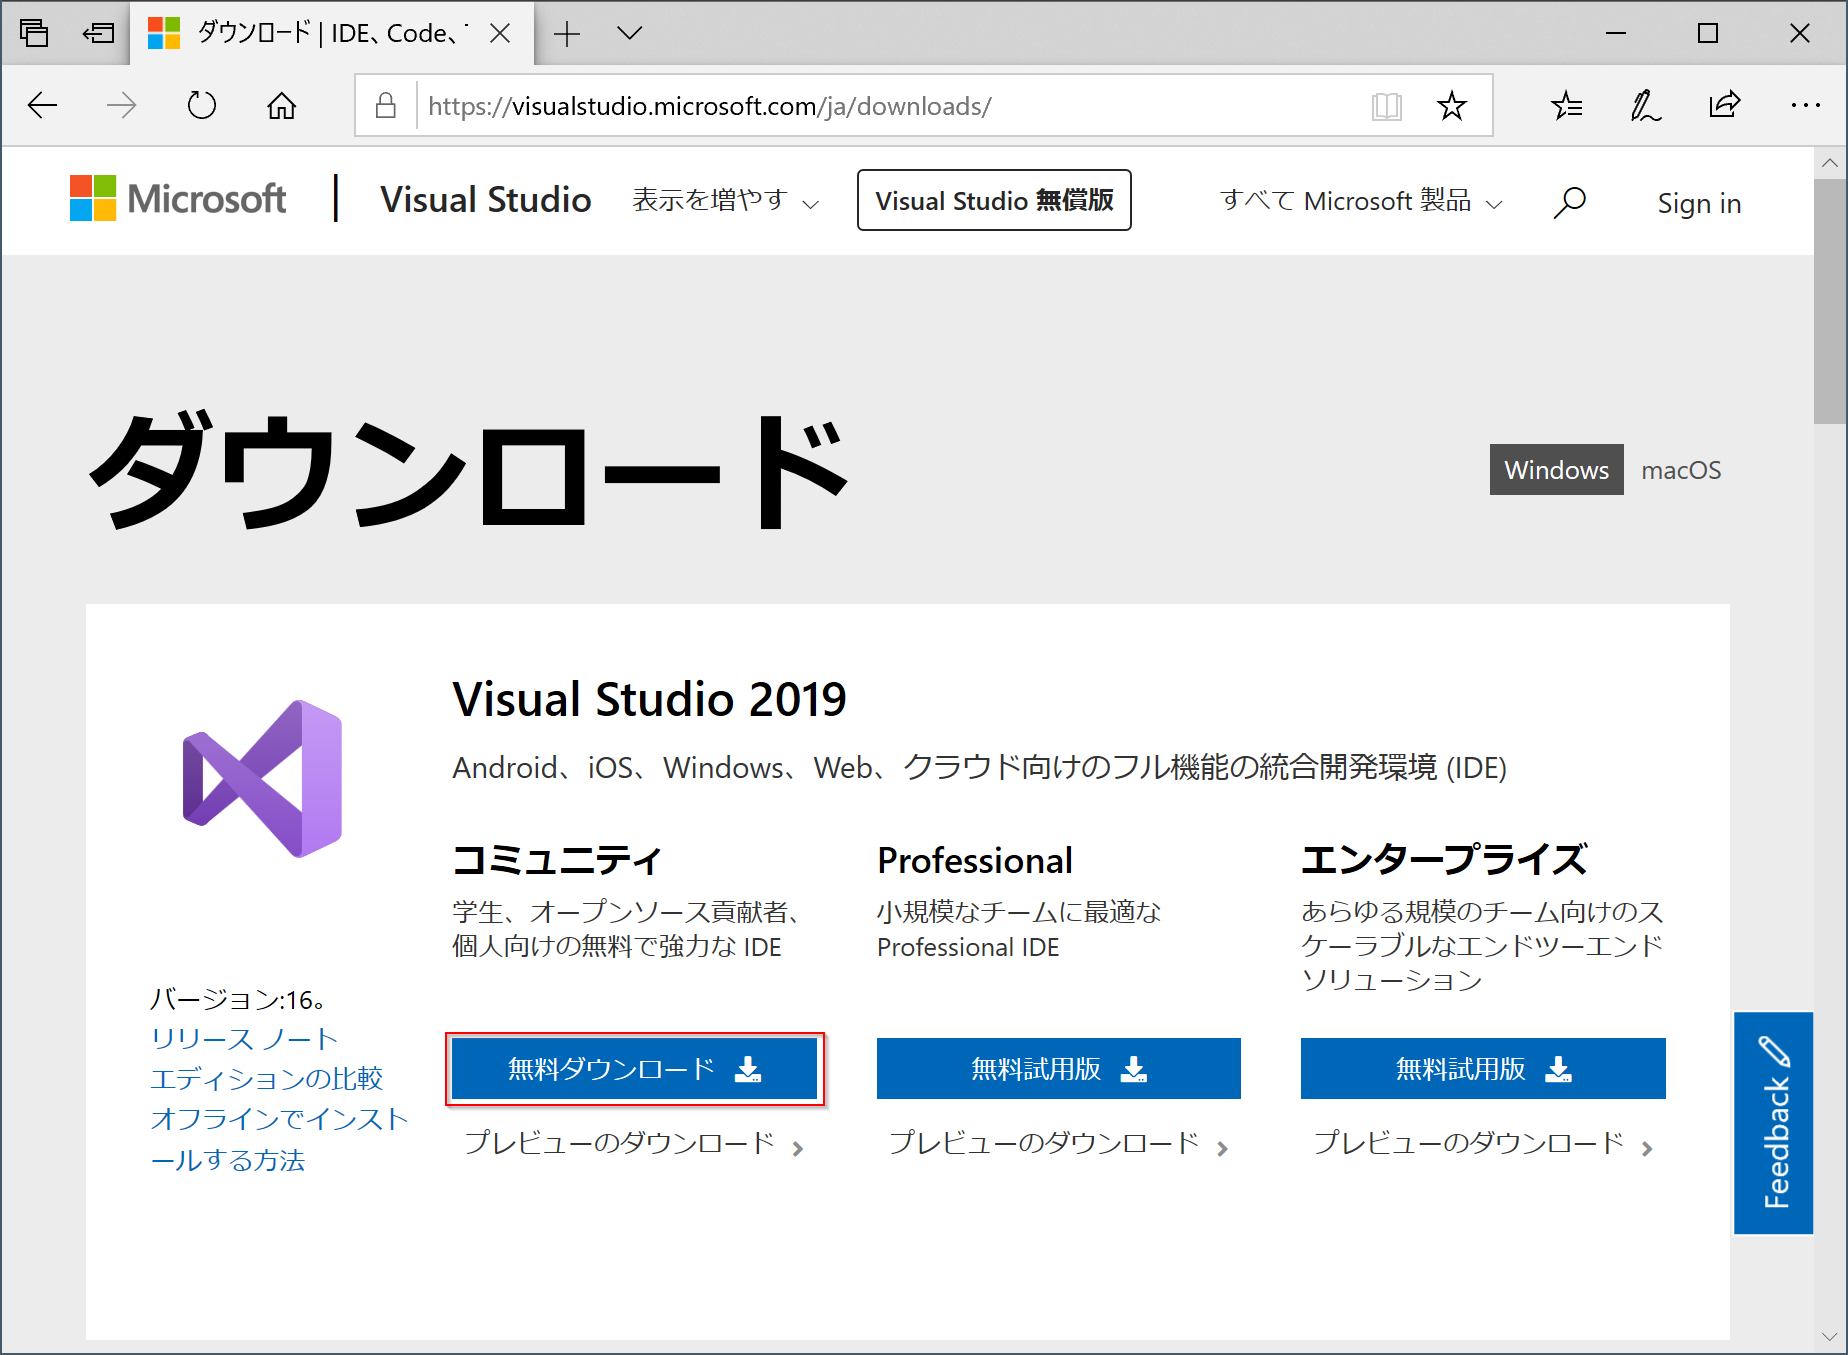 ダウンロード | IDE、Code、
https://visualstudio.microsoft.com/ja/downloads/
Microsoft
Visual Studio
表示を増やす
Visual Studio 無償版
すべて Microsoft 製品
Sign in
ダウンロード
Windows
macOS
Visual Studio 2019
Android、iOS、Windows、Web、クラウド向けのフル機能の統合開発環境 (IDE)
コミュニティ
学生、オープンソース貢献者、
個人向けの無料で強力な IDE
無料ダウンロード
プレビューのダウンロード
Professional
小規模なチームに最適な
Professional IDE
無料試用版
プレビューのダウンロード
エンタープライズ
あらゆる規模のチーム向けのス
ケーラブルなエンドツーエンド
ソリューション
無料試用版
プレビューのダウンロード
バージョン:16。
リリース ノート
エディションの比較
オフラインでインスト
ールする方法
Feedback